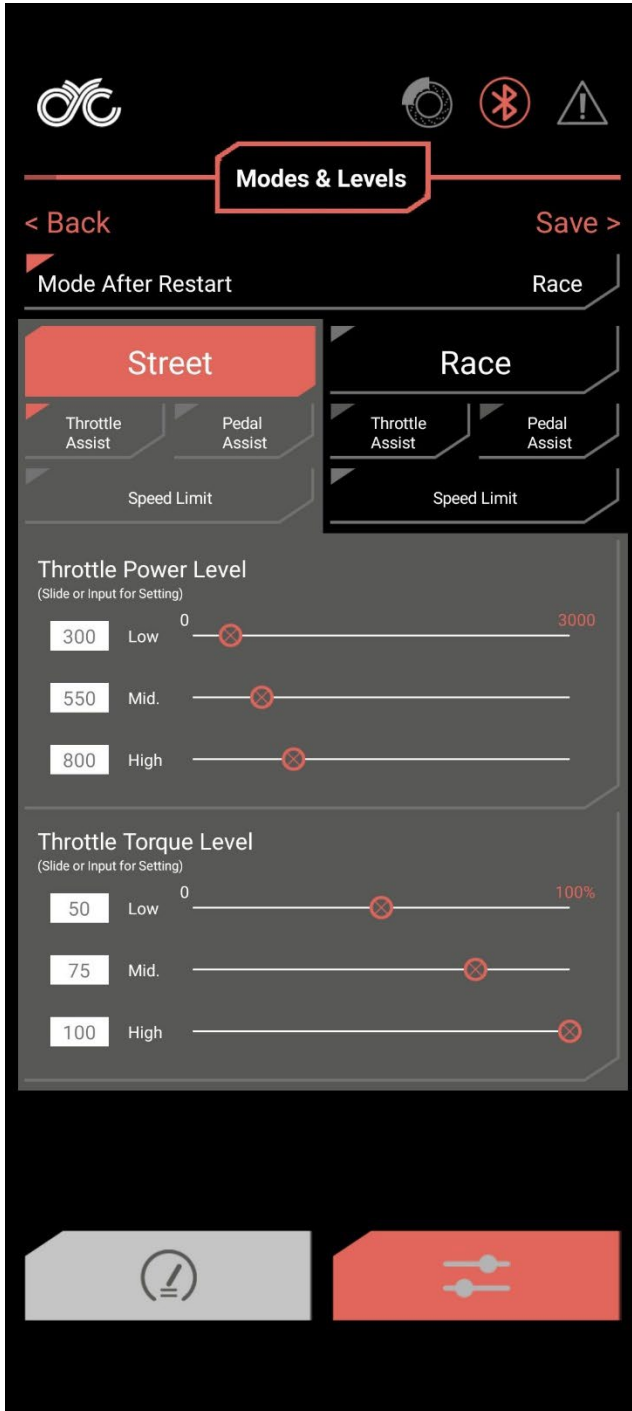 Modes & Levels
< Back
Save >
Mode After Restart
Race
Street
Race
Throttle
Assist
Pedal
Assist
Throttle
Assist
Pedal
Assist
Speed Limit
Speed Limit
Throttle Power Level
(Slide or Input for Setting)
0
3000
300 Low
550 Mid.
800 High
Throttle Torque Level
(Slide or Input for Setting)
0
100%
50 Low
75 Mid.
100 High